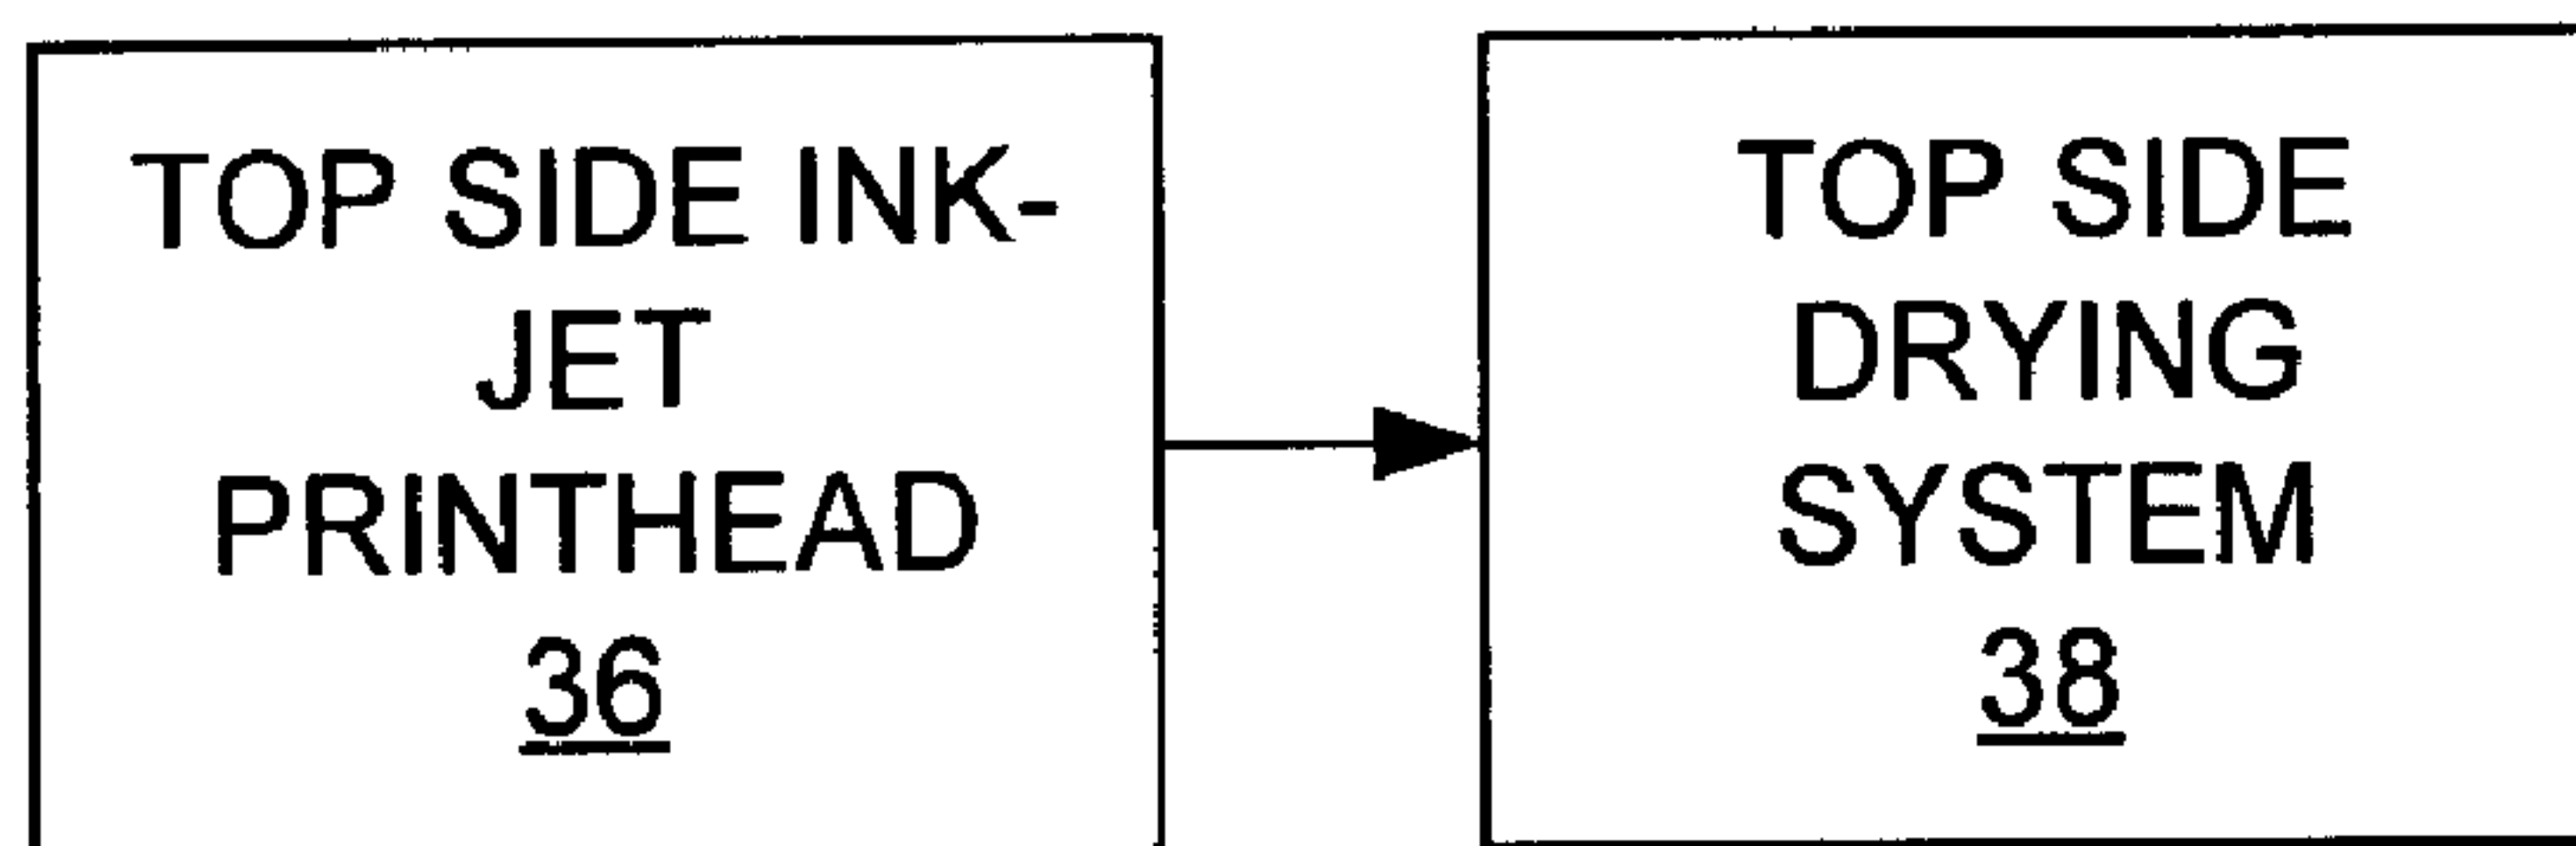 TOP SIDE INK-
JET
PRINTHEAD
36
TOP SIDE
DRYING
SYSTEM
38